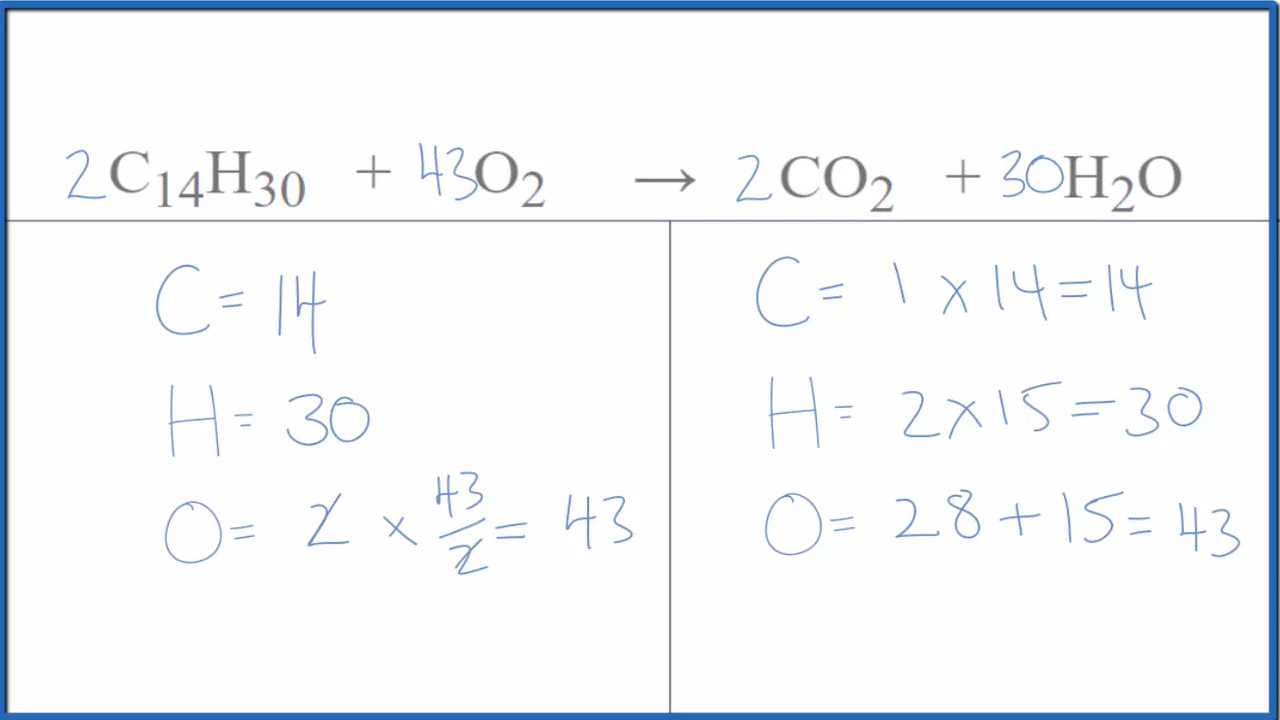 2C₁₄H₃₀ + 43O₂ → 2CO₂ + 30H₂O
C = 14
H = 30
O = 2 × 43/2 = 43
C = 1 × 14 = 14
H = 2 × 15 = 30
O = 28 + 15 = 43